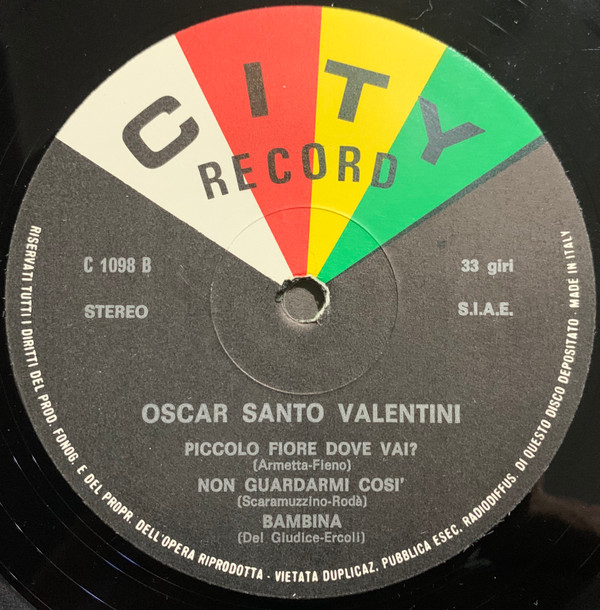 CITY
RECORD
C 1098 B
33 giri
STEREO
S.I.A.E.
OSCAR SANTO VALENTINI
PICCOLO FIORE DOVE VAI?
(Armetta-Fieno)
NON GUARDARMI COSI'
(Scaramuzzino-Rodà)
BAMBINA
(Del Giudice-Ercoli)
RISERVATI TUTTI I DIRITTI DEL PROD. FONOG. E DEL PROPR. DELL'OPERA RIPRODOTTA - VIETATA DUPLICAZ. PUBBLICA ESEC. RADIODIFFUS. DI QUESTO DISCO DEPOSITATO - MADE IN ITALY